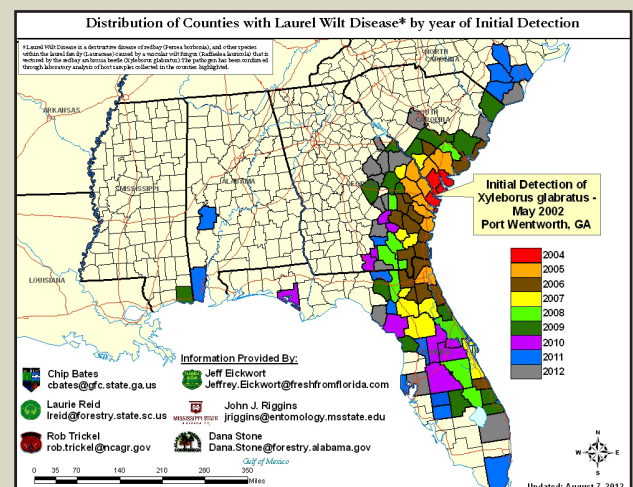 Distribution of Counties with Laurel Wilt Disease* by year of Initial Detection
* Laurel Wilt Disease is a destructive disease of redbay (Persea borbonia), and other species
within the laurel family (Lauraceae) caused by a vascular wilt fungus (Raffaelea lauricola) that is
vectored by the redbay ambrosia beetle (Xyleborus glabratus). The pathogen has been confirmed
through laboratory analysis of host samples collected in the counties highlighted.
NORTH
CAROLINA
ARKANSAS
SOUTH
CAROLINA
MISSISSIPPI
ALABAMA
LOUISIANA
Initial Detection of
Xyleborus glabratus -
May 2002
Port Wentworth, GA
2004
2005
2006
2007
2008
2009
2010
2011
2012
Information Provided By:
Chip Bates
cbates@gfc.state.ga.us
Jeff Eickwort
Jeffrey.Eickwort@freshfromflorida.com
Laurie Reid
lreid@forestry.state.sc.us
MISSISSIPPI STATE
John J. Riggins
jriggins@entomology.msstate.edu
Rob Trickel
rob.trickel@ncagr.gov
Dana Stone
Dana.Stone@forestry.alabama.gov
Gulf of Mexico
0 35 70 140 210 280 350
Miles
N
W E
S
Updated: August 7, 2012